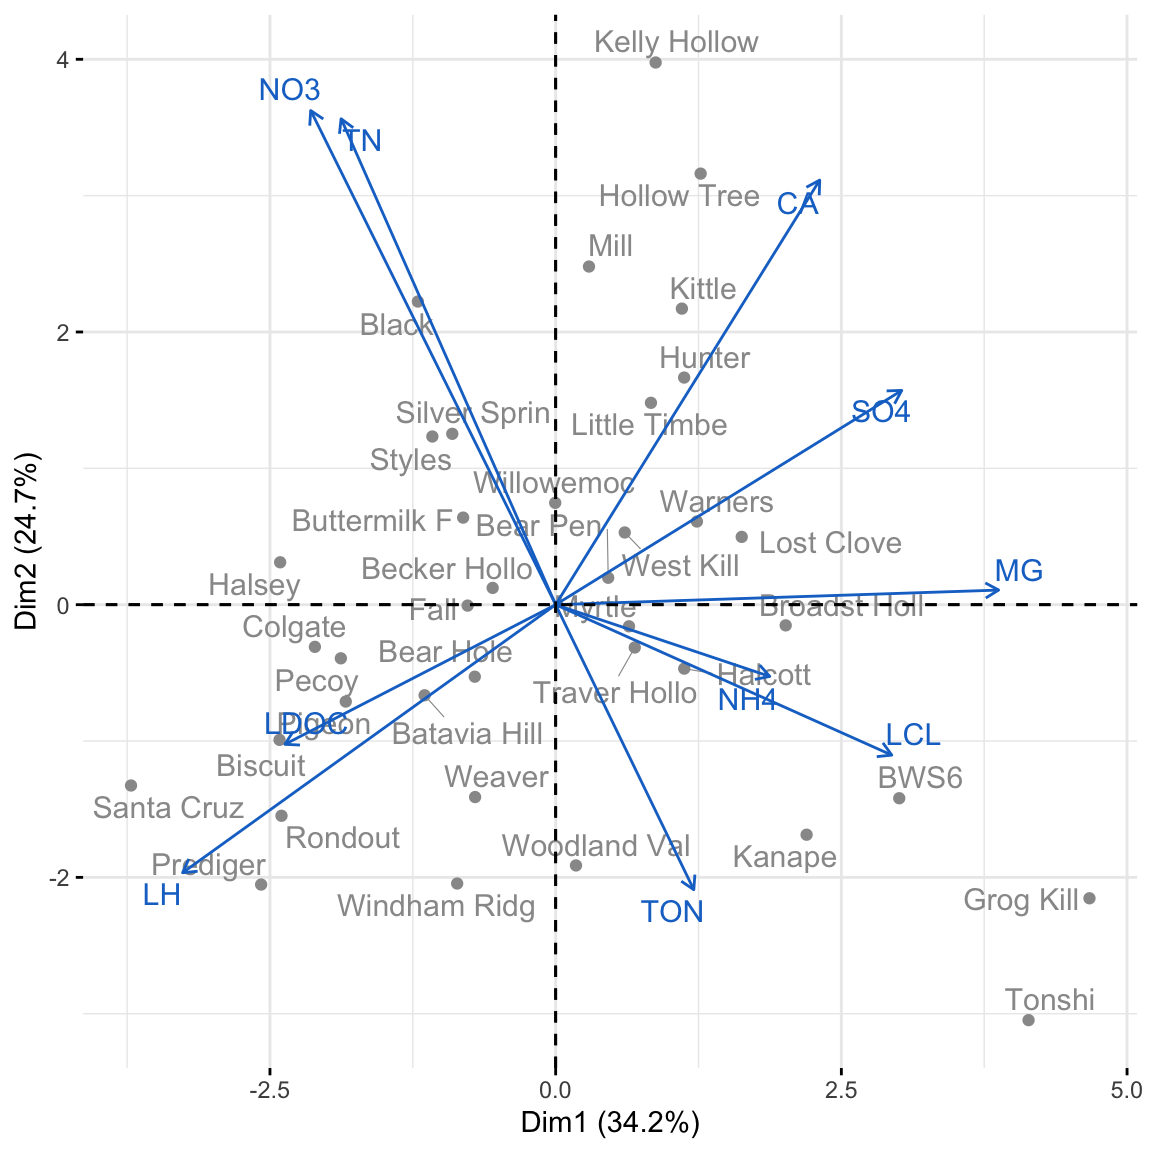 Kelly Hollow
4
NO3
TN
Hollow Tree
CA
Mill
Kittle
Black
2
Hunter
Silver Sprin
SO4
Little Timbe
Styles
Willowemoc
Warners
Buttermilk F
Bear Pen
Lost Clove
West Kill
Becker Hollo
MG
Halsey
Dim2 (24.7%)
0
Fall
Myrtle
Broadst Holl
Colgate
Bear Hole
Pecoy
Halcott
Traver Hollo
NH4
LDOC
Pigeon
Batavia Hill
LCL
Biscuit
Weaver
BWS6
Santa Cruz
Rondout
Woodland Val
Kanape
Prediger
-2
LH
Windham Ridg
TON
Grog Kill
Tonshi
-2.5
0.0
2.5
5.0
Dim1 (34.2%)